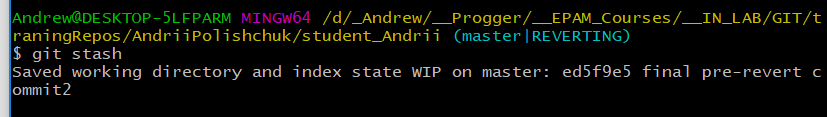 Andrew@DESKTOP-5LFPARM MINGW64 /d/_Andrew/__Progger/__EPAM_Courses/__IN_LAB/GIT/t
raningRepos/AndriiPolishchuk/student_Andrii (master|REVERTING)
$ git stash
Saved working directory and index state WIP on master: ed5f9e5 final pre-revert c
ommit2